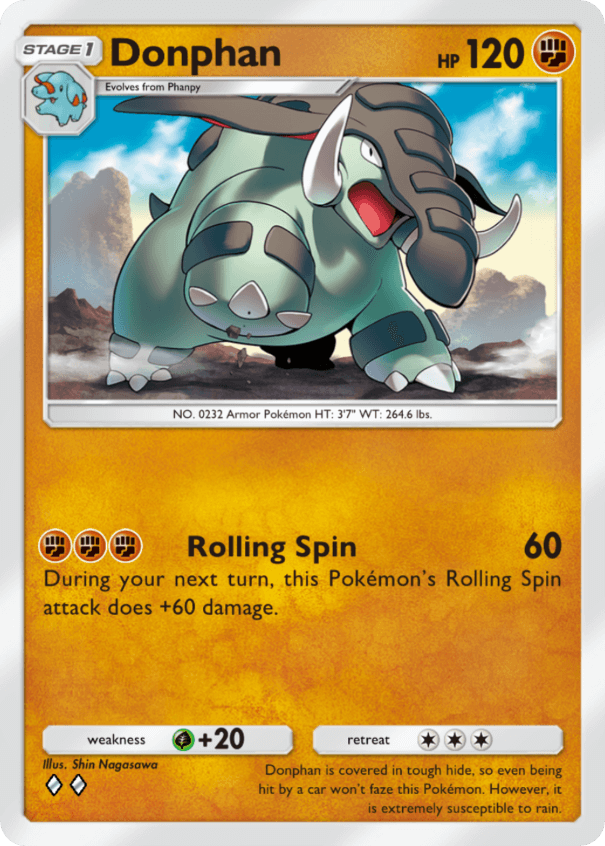 STAGE 1 Donphan HP 120
Evolves from Phanpy
NO. 0232 Armor Pokémon HT: 3'7" WT: 264.6 lbs.
Rolling Spin 60
During your next turn, this Pokémon's Rolling Spin
attack does +60 damage.
weakness +20 retreat
Illus. Shin Nagasawa
Donphan is covered in tough hide, so even being
hit by a car won't faze this Pokémon. However, it
is extremely susceptible to rain.